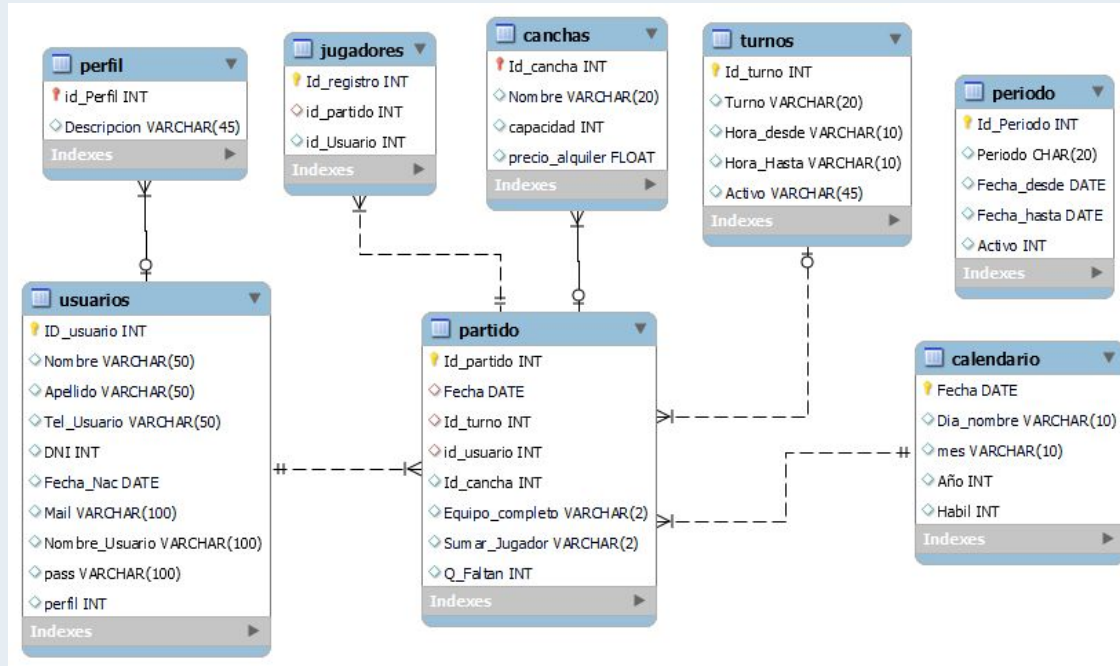 perfil
id_Perfil INT
Descripcion VARCHAR(45)
Indexes
jugadores
Id_registro INT
id_partido INT
id_Usuario INT
Indexes
canchas
Id_cancha INT
Nombre VARCHAR(20)
capacidad INT
precio_alquiler FLOAT
Indexes
turnos
Id_turno INT
Turno VARCHAR(20)
Hora_desde VARCHAR(10)
Hora_Hasta VARCHAR(10)
Activo VARCHAR(45)
Indexes
periodo
Id_Periodo INT
Periodo CHAR(20)
Fecha_desde DATE
Fecha_hasta DATE
Activo INT
Indexes
usuarios
ID_usuario INT
Nombre VARCHAR(50)
Apellido VARCHAR(50)
Tel_Usuario VARCHAR(50)
DNI INT
Fecha_Nac DATE
Mail VARCHAR(100)
Nombre_Usuario VARCHAR(100)
pass VARCHAR(100)
perfil INT
Indexes
partido
Id_partido INT
Fecha DATE
Id_turno INT
id_usuario INT
Id_cancha INT
Equipo_completo VARCHAR(2)
Sumar_Jugador VARCHAR(2)
Q_Faltan INT
Indexes
calendario
Fecha DATE
Dia_nombre VARCHAR(10)
mes VARCHAR(10)
Año INT
Habil INT
Indexes